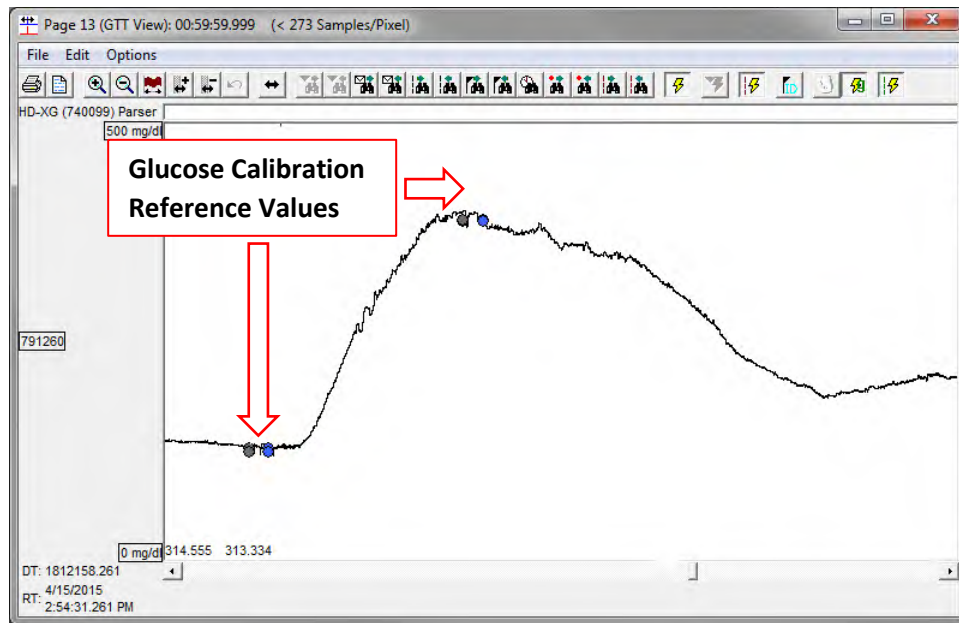 Page 13 (GTT View): 00:59:59.999 (< 273 Samples/Pixel)
File Edit Options
HD-XG (740099) Parser
500 mg/dl
Glucose Calibration
Reference Values
791260
0 mg/dl 314.555 313.334
DT: 1812158.261
RT: 4/15/2015
2:54:31.261 PM